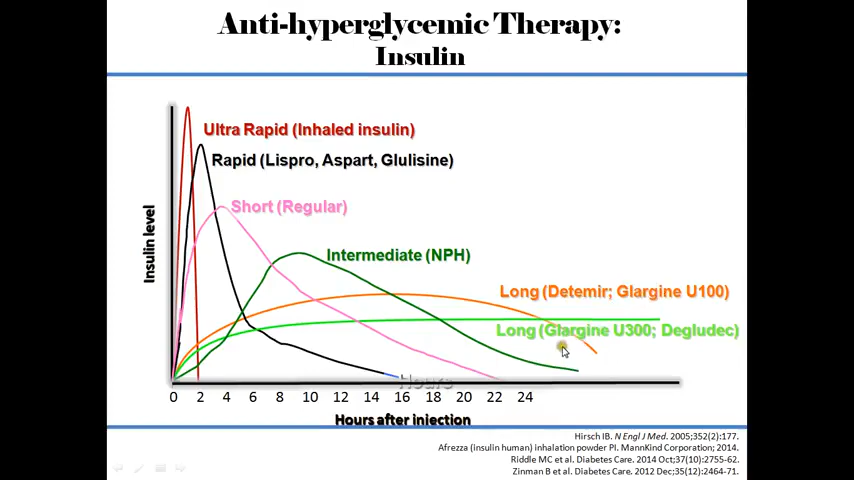 Anti-hyperglycemic Therapy:
Insulin
Ultra Rapid (Inhaled insulin)
Rapid (Lispro, Aspart, Glulisine)
Short (Regular)
Intermediate (NPH)
Long (Detemir; Glargine U100)
Long (Glargine U300; Degludec)
Insulin level
Hours
0 2 4 6 8 10 12 14 16 18 20 22 24
Hours after injection
Hirsch IB. N Engl J Med. 2005;352(2):177.
Afrezza (insulin human) inhalation powder PI. MannKind Corporation; 2014.
Riddle MC et al. Diabetes Care. 2014 Oct;37(10):2755-62.
Zinman B et al. Diabetes Care. 2012 Dec;35(12):2464-71.